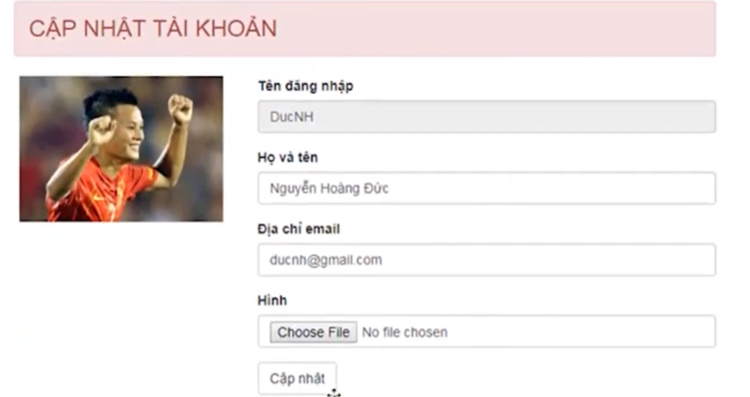 CẬP NHẬT TÀI KHOẢN
Tên đăng nhập
DucNH
Họ và tên
Nguyễn Hoàng Đức
Địa chỉ email
ducnh@gmail.com
Hình
Choose File No file chosen
Cập nhât